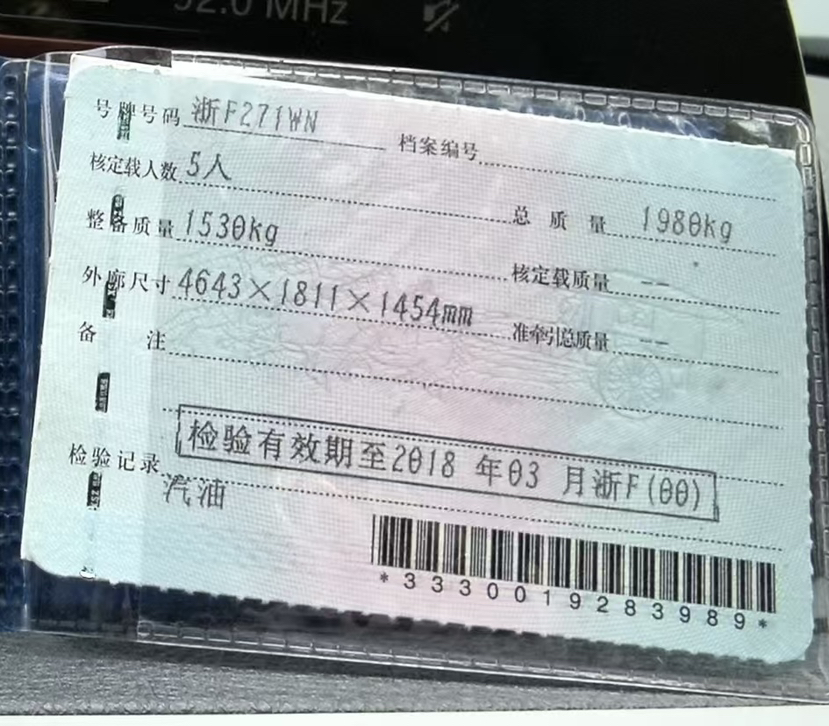 92.0 MHz
号牌号码 浙F271WN 档案编号
核定载人数 5人 总质量 1980kg
整备质量 1530kg 核定载质量 --
外廓尺寸 4643×1811×1454mm 准牵引总质量 --
备注
检验有效期至2018 年03 月浙F(00)
检验记录
汽油
*3330019283989*